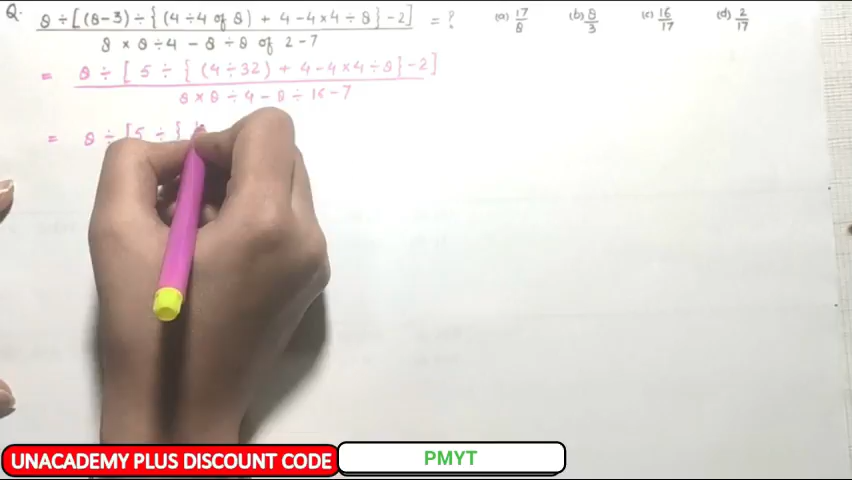 Q. 8 ÷ [(8-3) ÷ { (4 ÷ 4 of 8) + 4 - 4 × 4 ÷ 8} - 2] = ? (a) 17/8 (b) 8/3 (c) 16/17 (d) 2/17
8 × 8 ÷ 4 - 8 ÷ 8 of 2 - 7
= 8 ÷ [ 5 ÷ { (4 ÷ 32) + 4 - 4 × 4 ÷ 8} - 2]
8 × 8 ÷ 4 - 8 ÷ 16 - 7
= 8 ÷ [5 ÷ {
UNACADEMY PLUS DISCOUNT CODE PMYT